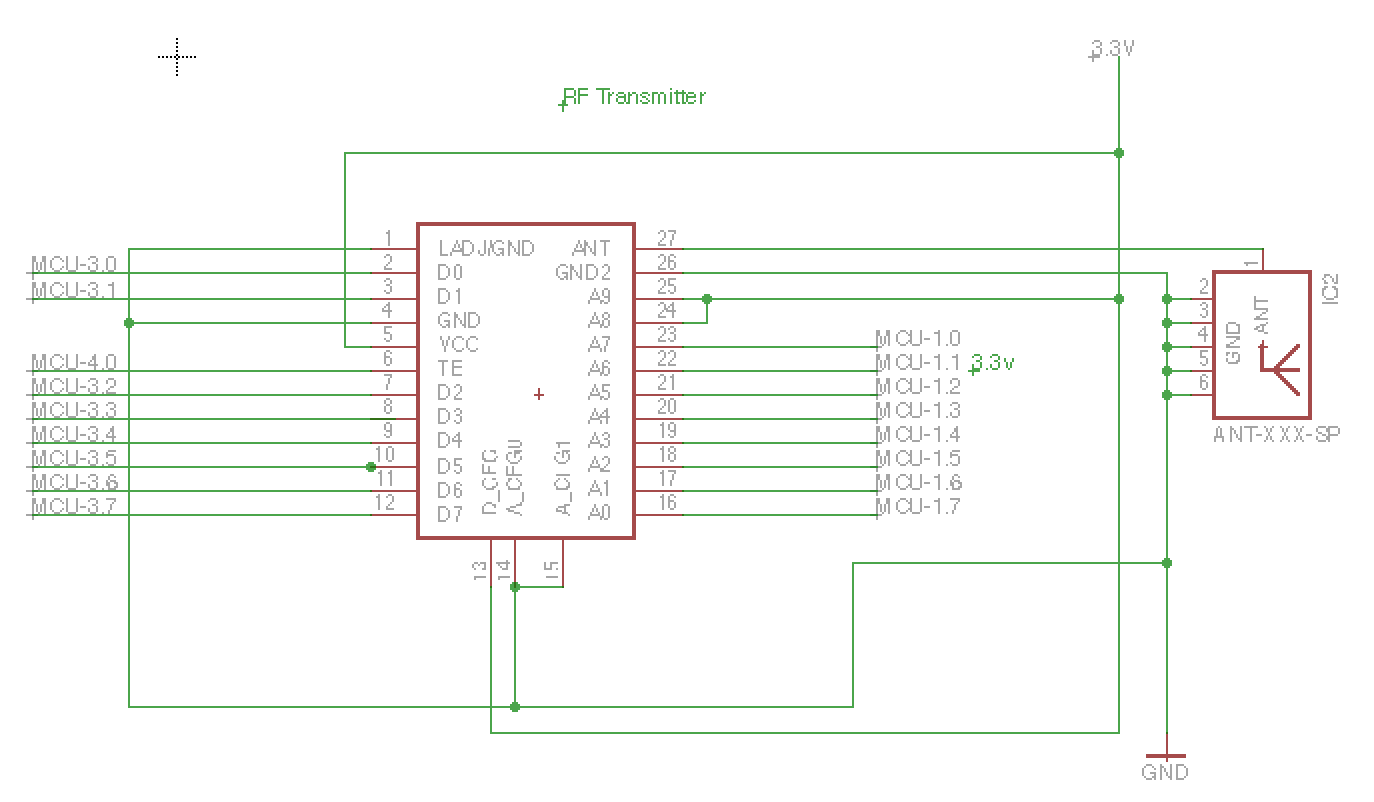 3.3V
RF Transmitter
1 LADJ/GND ANT 27
MCU-3.0 2 D0 GND2 26
MCU-3.1 3 D1 A9 25
4 GND A8 24
5 VCC A7 23 MCU-1.0
MCU-4.0 6 TE A6 22 MCU-1.1 3.3v
MCU-3.2 7 D2 A5 21 MCU-1.2
MCU-3.3 8 D3 A4 20 MCU-1.3
MCU-3.4 9 D4 A3 19 MCU-1.4
MCU-3.5 10 D5 A2 18 MCU-1.5
MCU-3.6 11 D6 A1 17 MCU-1.6
MCU-3.7 12 D7 A0 16 MCU-1.7
A_CFGU
13 14 15
1
2
3
4
5
6
GND
ANT
IC2
ANT-XXX-SP
GND